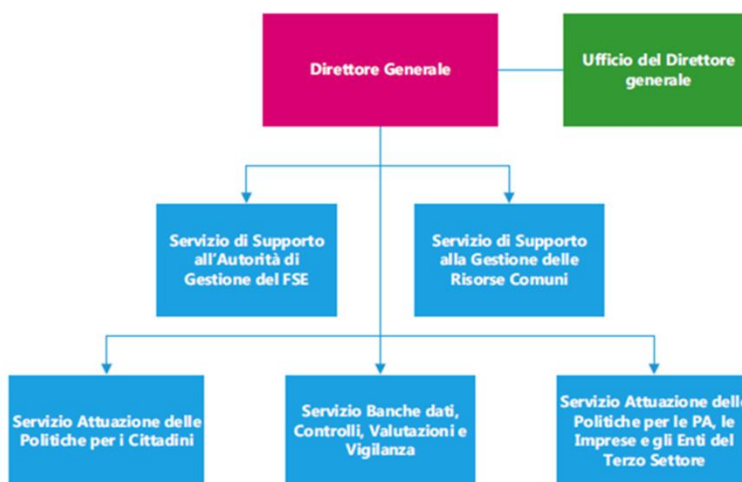 Direttore Generale
Ufficio del Direttore
generale
Servizio di Supporto
all'Autorità di
Gestione del FSE
Servizio di Supporto
alla Gestione delle
Risorse Comuni
Servizio Attuazione delle
Politiche per i Cittadini
Servizio Banche dati,
Controlli, Valutazioni e
Vigilanza
Servizio Attuazione delle
Politiche per le PA, le
Imprese e gli Enti del
Terzo Settore